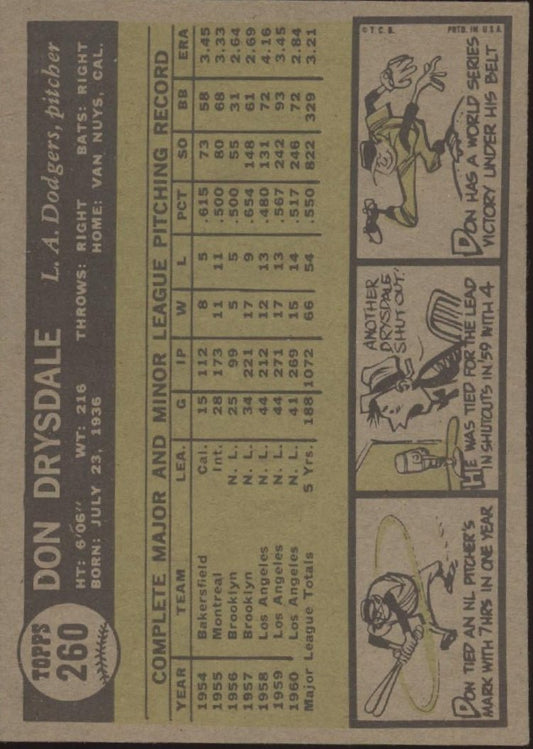 TOPPS
260
DON DRYSDALE
L. A. Dodgers, pitcher
HT: 6'06" WT: 216 THROWS: RIGHT BATS: RIGHT
BORN: JULY 23, 1936 HOME: VAN NUYS, CAL.
COMPLETE MAJOR AND MINOR LEAGUE PITCHING RECORD
YEAR TEAM LEA. G IP W L PCT SO BB ERA
1954 Bakersfield Cal. 15 112 8 5 .615 73 58 3.45
1955 Montreal Int. 28 173 11 11 .500 80 68 3.33
1956 Brooklyn N. L. 25 99 5 5 .500 55 31 2.64
1957 Brooklyn N. L. 34 221 17 9 .654 148 61 2.69
1958 Los Angeles N. L. 44 212 12 13 .480 131 72 4.16
1959 Los Angeles N. L. 44 271 17 13 .567 242 93 3.45
1960 Los Angeles N. L. 41 269 15 14 .517 246 72 2.84
Major League Totals 5 Yrs. 188 1072 66 54 .550 822 329 3.21
DON TIED AN NL PITCHER'S
MARK WITH 7 HRS IN ONE YEAR
ANOTHER
DRYSDALE
SHUT OUT!
HE WAS TIED FOR THE LEAD
IN SHUTOUTS IN '59 WITH 4
© T. C. G. PRTD. IN U.S.A.
DON HAS A WORLD SERIES
VICTORY UNDER HIS BELT